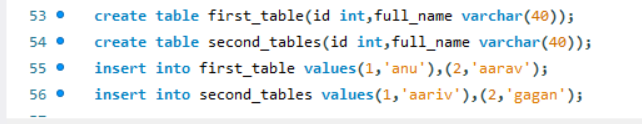 53 create table first_table(id int,full_name varchar(40));
54 create table second_tables(id int,full_name varchar(40));
55 insert into first_table values(1,'anu'),(2,'aarav');
56 insert into second_tables values(1,'aariv'),(2,'gagan');